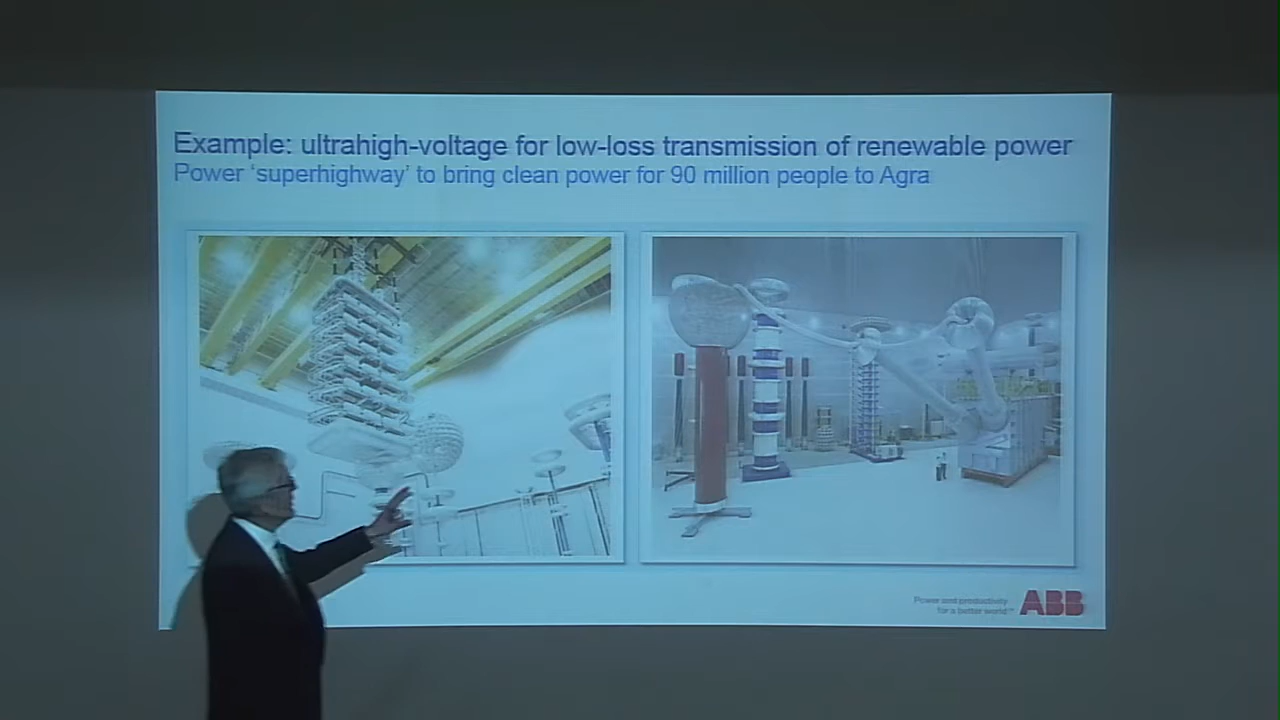 Example: ultrahigh-voltage for low-loss transmission of renewable power
Power 'superhighway' to bring clean power for 90 million people to Agra
Power and productivity
for a better world™
ABB